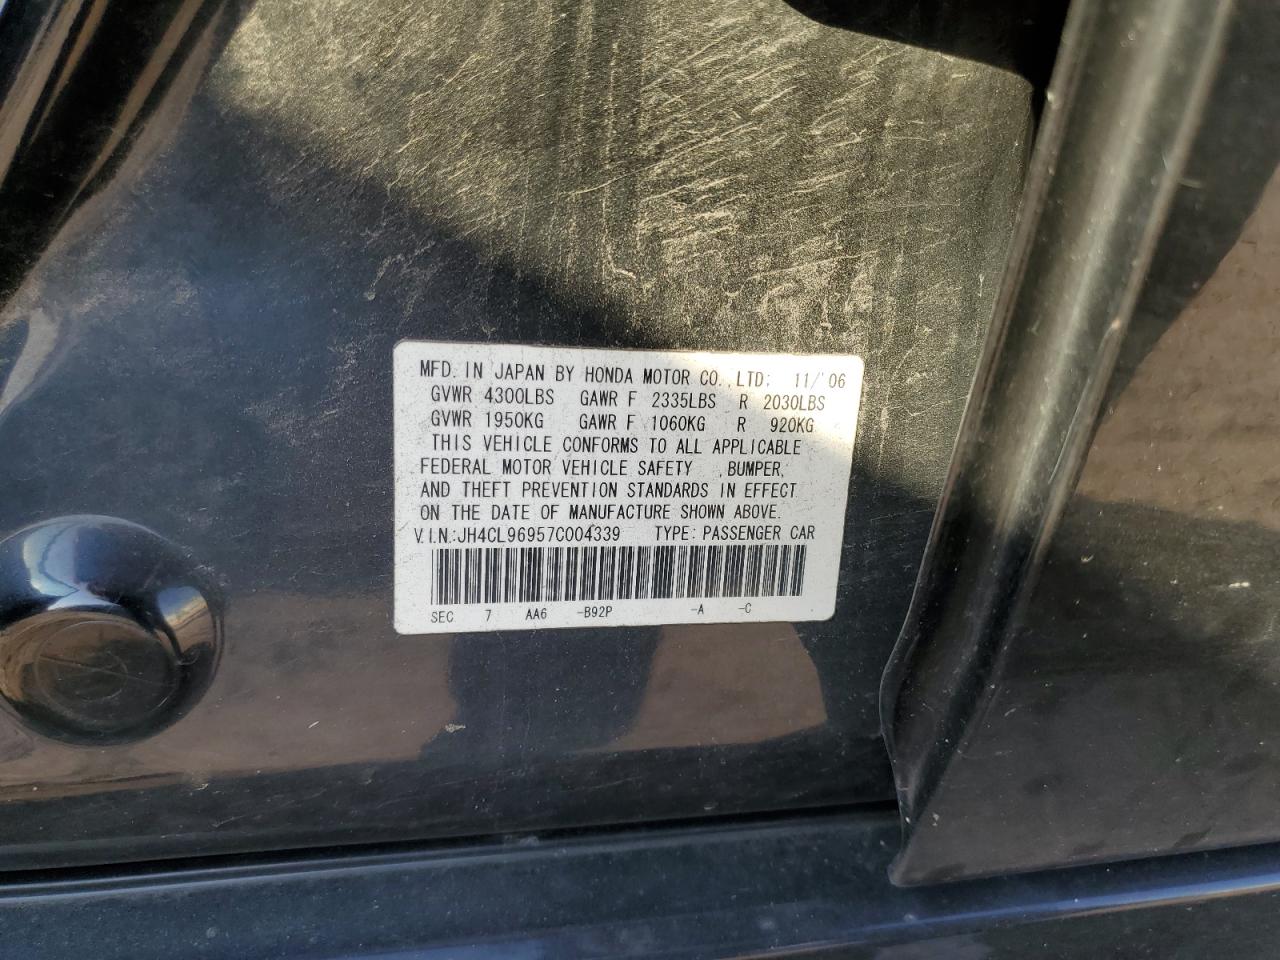 MFD. IN JAPAN BY HONDA MOTOR CO., LTD; 11/'06
GVWR 4300LBS GAWR F 2335LBS R 2030LBS
GVWR 1950KG GAWR F 1060KG R 920KG
THIS VEHICLE CONFORMS TO ALL APPLICABLE
FEDERAL MOTOR VEHICLE SAFETY ,BUMPER,
AND THEFT PREVENTION STANDARDS IN EFFECT
ON THE DATE OF MANUFACTURE SHOWN ABOVE.
V.I.N.:JH4CL96957C004339 TYPE: PASSENGER CAR
SEC 7 AA6 -B92P -A -C